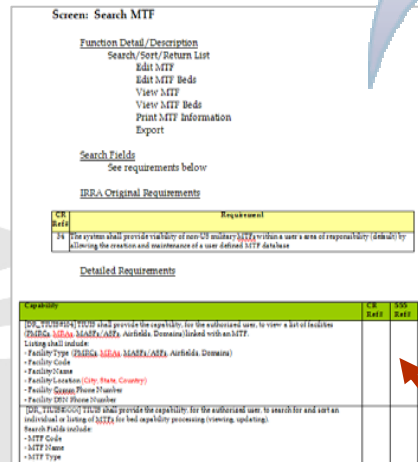 Screen: Search MTF
Function Detail/Description
Search/Sort/Return List
Edit MTF
Edit MTF Beds
View MTF
View MTF Beds
Print MTF Information
Export
Search Fields
See requirements below
IRRA Original Requirements
CR Ref# Requirement
36 The system shall provide visibility of non-US military MTFs within a user's area of responsibility (default) by
allowing the creation and maintenance of a user defined MTF database
Detailed Requirements
Capability CR Ref# SSS Ref#
shall provide the capability, for the authorized user, to view a list of facilities
(PMRCs, MRAs, MASFs/ASFs, Airfields, Domains) linked with an MTF.
Listing shall include:
- Facility Type (PMRCs, MRAs, MASFs/ASFs, Airfields, Domains)
- Facility Code
- Facility Name
- Facility Location (City, State, Country)
- Facility Comm Phone Number
- Facility DSN Phone Number
shall provide the capability, for the authorized user, to search for and sort an
individual or listing of MTFs for bed capability processing (viewing, updating).
Search Fields include:
- MTF Code
- MTF Name
- MTF Type